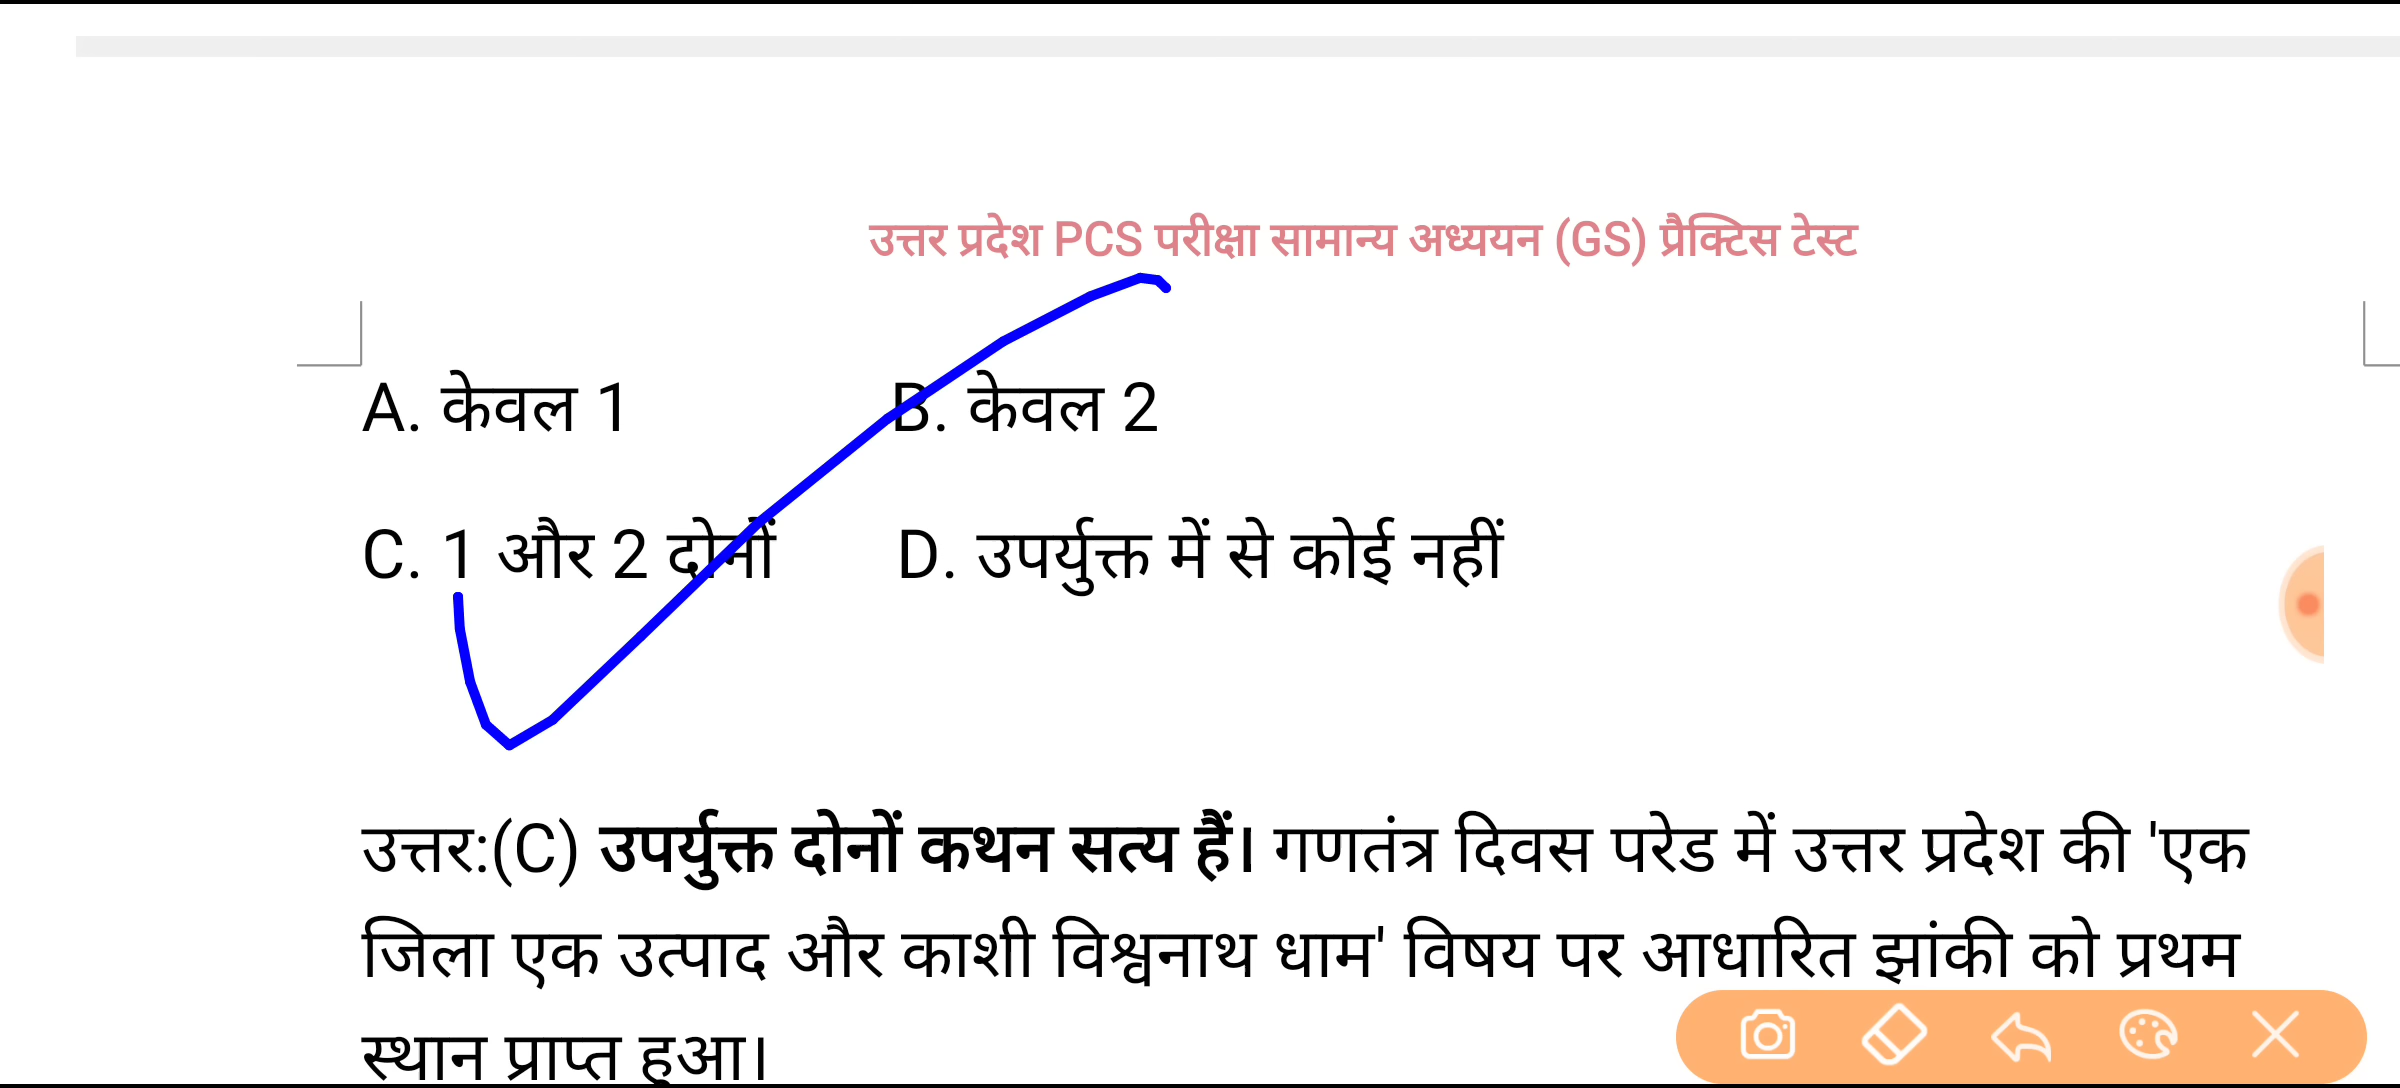 उत्तर प्रदेश PCS परीक्षा सामान्य अध्ययन (GS) प्रैक्टिस टेस्ट
A. केवल 1 B. केवल 2
C. 1 और 2 दोनों D. उपर्युक्त में से कोई नहीं
उत्तर:(C) उपर्युक्त दोनों कथन सत्य हैं। गणतंत्र दिवस परेड में उत्तर प्रदेश की 'एक
जिला एक उत्पाद और काशी विश्वनाथ धाम' विषय पर आधारित झांकी को प्रथम
स्थान प्राप्त हुआ।